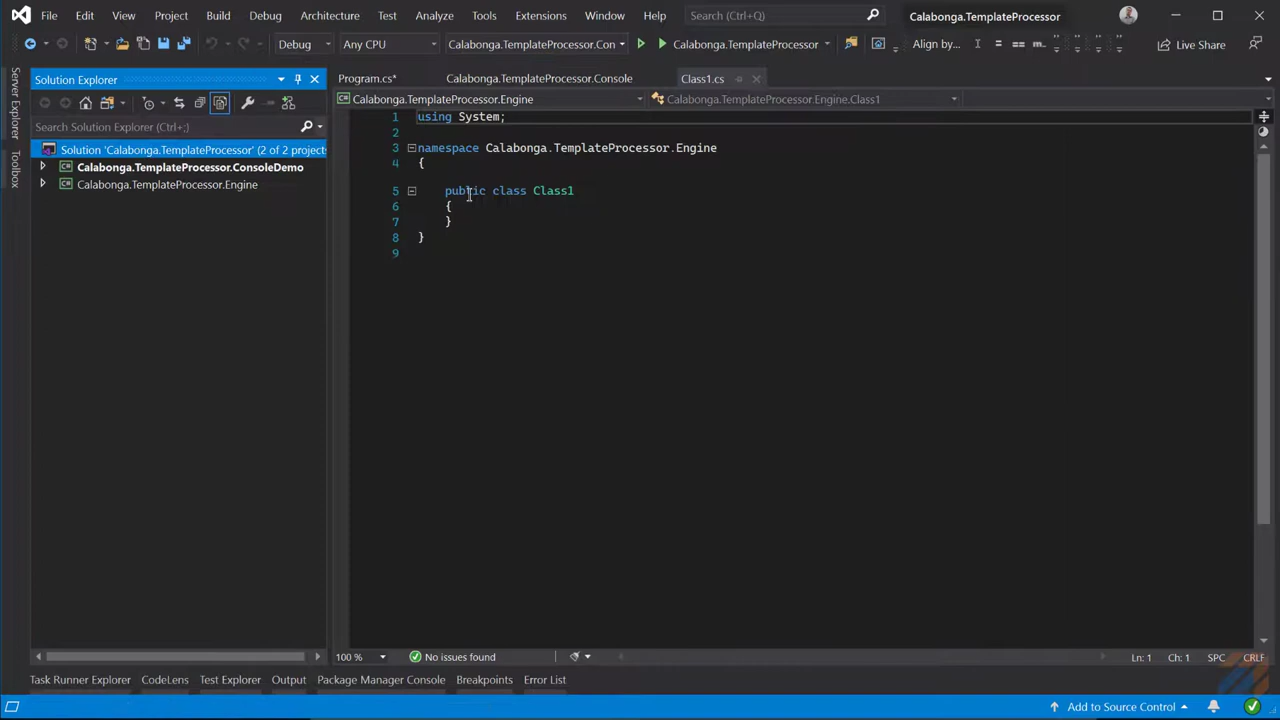 File Edit View Project Build Debug Architecture Test Analyze Tools Extensions Window Help Search (Ctrl+Q) Calabonga.TemplateProcessor
Debug Any CPU Calabonga.TemplateProcessor.Con Calabonga.TemplateProcessor Align by... Live Share
Server Explorer
Toolbox
Solution Explorer
Search Solution Explorer (Ctrl+;)
Solution 'Calabonga.TemplateProcessor' (2 of 2 projects
Calabonga.TemplateProcessor.ConsoleDemo
Calabonga.TemplateProcessor.Engine
Program.cs* Calabonga.TemplateProcessor.Console Class1.cs
Calabonga.TemplateProcessor.Engine Calabonga.TemplateProcessor.Engine.Class1
1 using System;
2
3 namespace Calabonga.TemplateProcessor.Engine
4 {
5 public class Class1
6 {
7 }
8 }
9
100 % No issues found Ln: 1 Ch: 1 SPC CRLF
Task Runner Explorer CodeLens Test Explorer Output Package Manager Console Breakpoints Error List
Add to Source Control